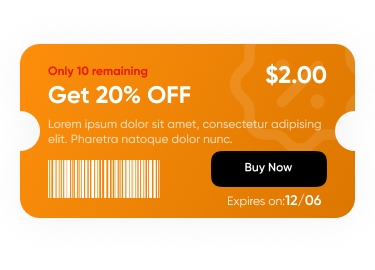 Only 10 remaining
$2.00
Get 20% OFF
Lorem ipsum dolor sit amet, consectetur adipising
elit. Pharetra natoque dolor nunc.
Buy Now
Expires on:12/06